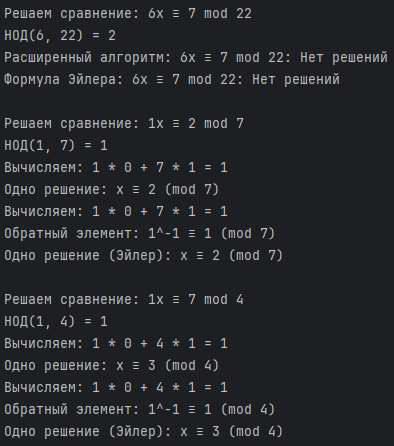 Решаем сравнение: 6x ≡ 7 mod 22
НОД(6, 22) = 2
Расширенный алгоритм: 6x ≡ 7 mod 22: Нет решений
Формула Эйлера: 6x ≡ 7 mod 22: Нет решений
Решаем сравнение: 1x ≡ 2 mod 7
НОД(1, 7) = 1
Вычисляем: 1 * 0 + 7 * 1 = 1
Одно решение: x ≡ 2 (mod 7)
Вычисляем: 1 * 0 + 7 * 1 = 1
Обратный элемент: 1^-1 ≡ 1 (mod 7)
Одно решение (Эйлер): x ≡ 2 (mod 7)
Решаем сравнение: 1x ≡ 7 mod 4
НОД(1, 4) = 1
Вычисляем: 1 * 0 + 4 * 1 = 1
Одно решение: x ≡ 3 (mod 4)
Вычисляем: 1 * 0 + 4 * 1 = 1
Обратный элемент: 1^-1 ≡ 1 (mod 4)
Одно решение (Эйлер): x ≡ 3 (mod 4)